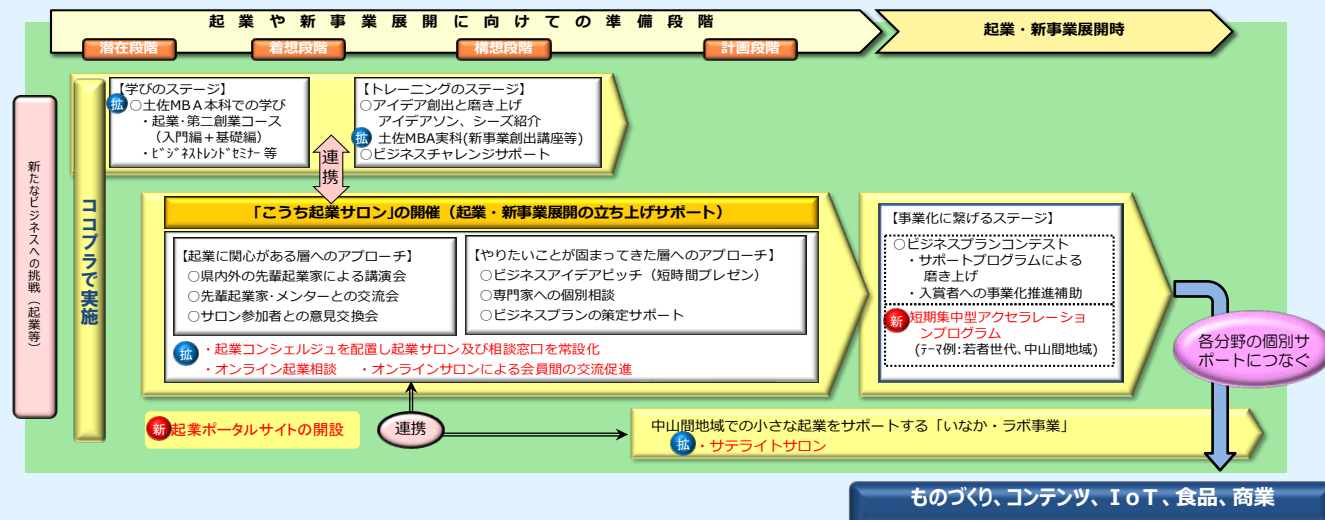 起業や新事業展開に向けての準備段階
起業・新事業展開時
潜在段階
着想段階
構想段階
計画段階
新たなビジネスへの挑戦（起業等）
ココプラで実施
【学びのステージ】
拡 ○土佐MBA本科での学び
・起業・第二創業コース
（入門編＋基礎編）
・ﾋﾞｼﾞﾈｽﾄﾚﾝﾄﾞｾﾐﾅｰ 等
【トレーニングのステージ】
○アイデア創出と磨き上げ
アイデアソン、シーズ紹介
拡 土佐MBA実科(新事業創出講座等)
○ビジネスチャレンジサポート
連携
「こうち起業サロン」の開催（起業・新事業展開の立ち上げサポート）
【起業に関心がある層へのアプローチ】
○県内外の先輩起業家による講演会
○先輩起業家・メンターとの交流会
○サロン参加者との意見交換会
【やりたいことが固まってきた層へのアプローチ】
○ビジネスアイデアピッチ（短時間プレゼン）
○専門家への個別相談
○ビジネスプランの策定サポート
拡 ・起業コンシェルジュを配置し起業サロン及び相談窓口を常設化
・オンライン起業相談　・オンラインサロンによる会員間の交流促進
【事業化に繋げるステージ】
○ビジネスプランコンテスト
・サポートプログラムによる
磨き上げ
・入賞者への事業化推進補助
新 短期集中型アクセラレーショ
ンプログラム
(ﾃｰﾏ例:若者世代、中山間地域)
各分野の個別サ
ポートにつなぐ
新 起業ポータルサイトの開設
連携
中山間地域での小さな起業をサポートする「いなか・ラボ事業」
拡 ・サテライトサロン
ものづくり、コンテンツ、ＩｏＴ、食品、商業